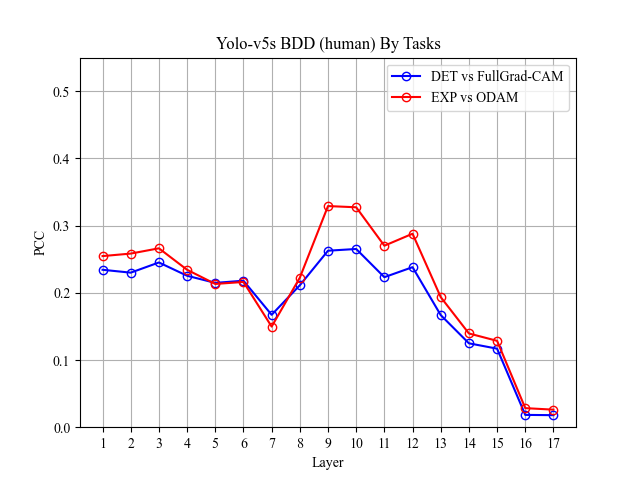 Yolo-v5s BDD (human) By Tasks
DET vs FullGrad-CAM
EXP vs ODAM
PCC
0.5
0.4
0.3
0.2
0.1
0.0
1 2 3 4 5 6 7 8 9 10 11 12 13 14 15 16 17
Layer